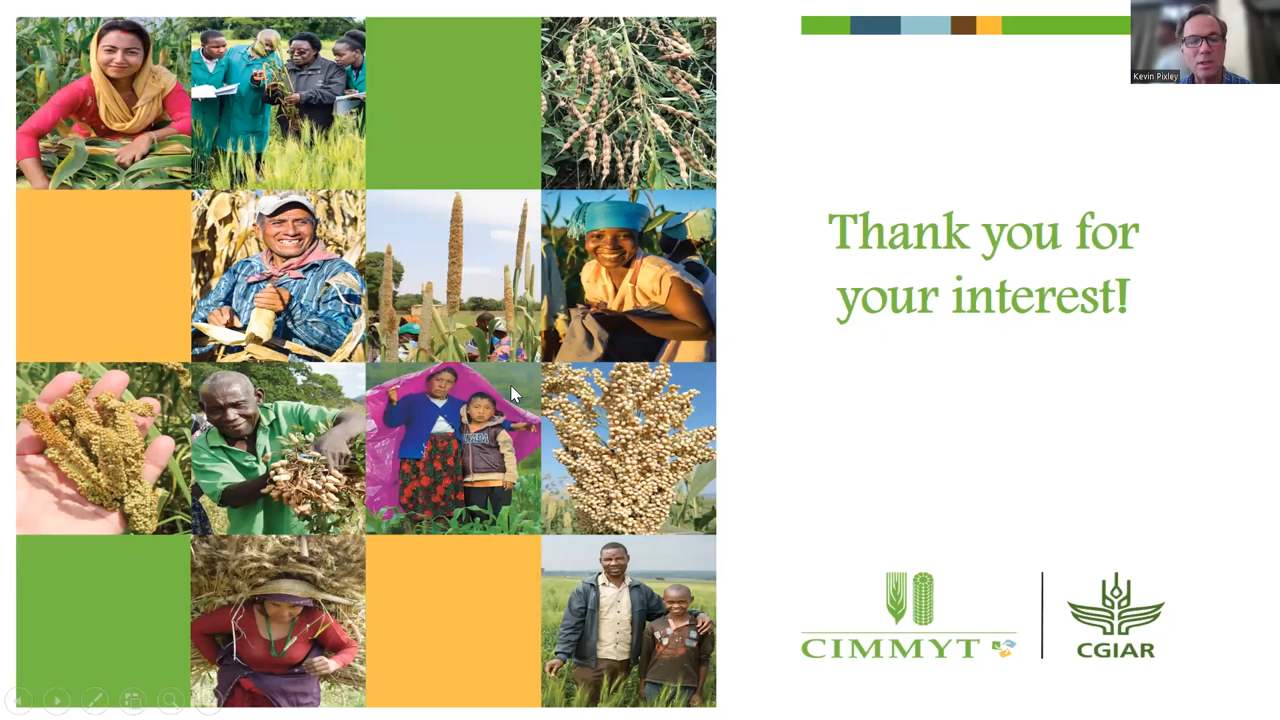 Kevin Pixley
Thank you for
your interest!
CIMMYT
CGIAR